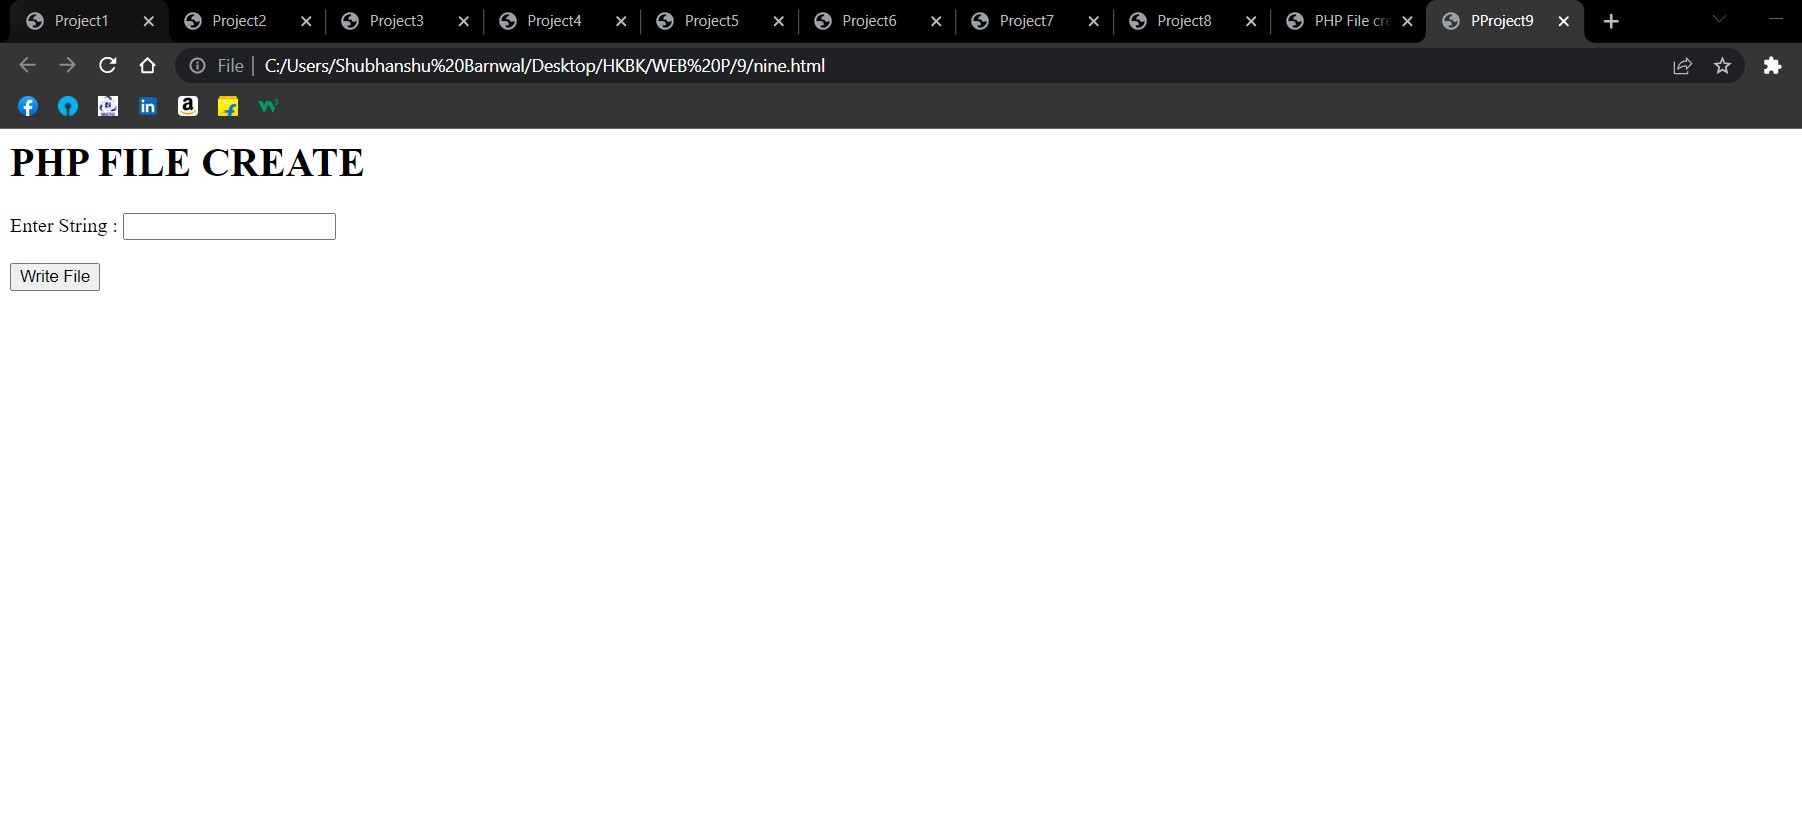 Project1 Project2 Project3 Project4 Project5 Project6 Project7 Project8 PHP File cre PProject9
File C:/Users/Shubhanshu%20Barnwal/Desktop/HKBK/WEB%20P/9/nine.html
PHP FILE CREATE
Enter String :
Write File